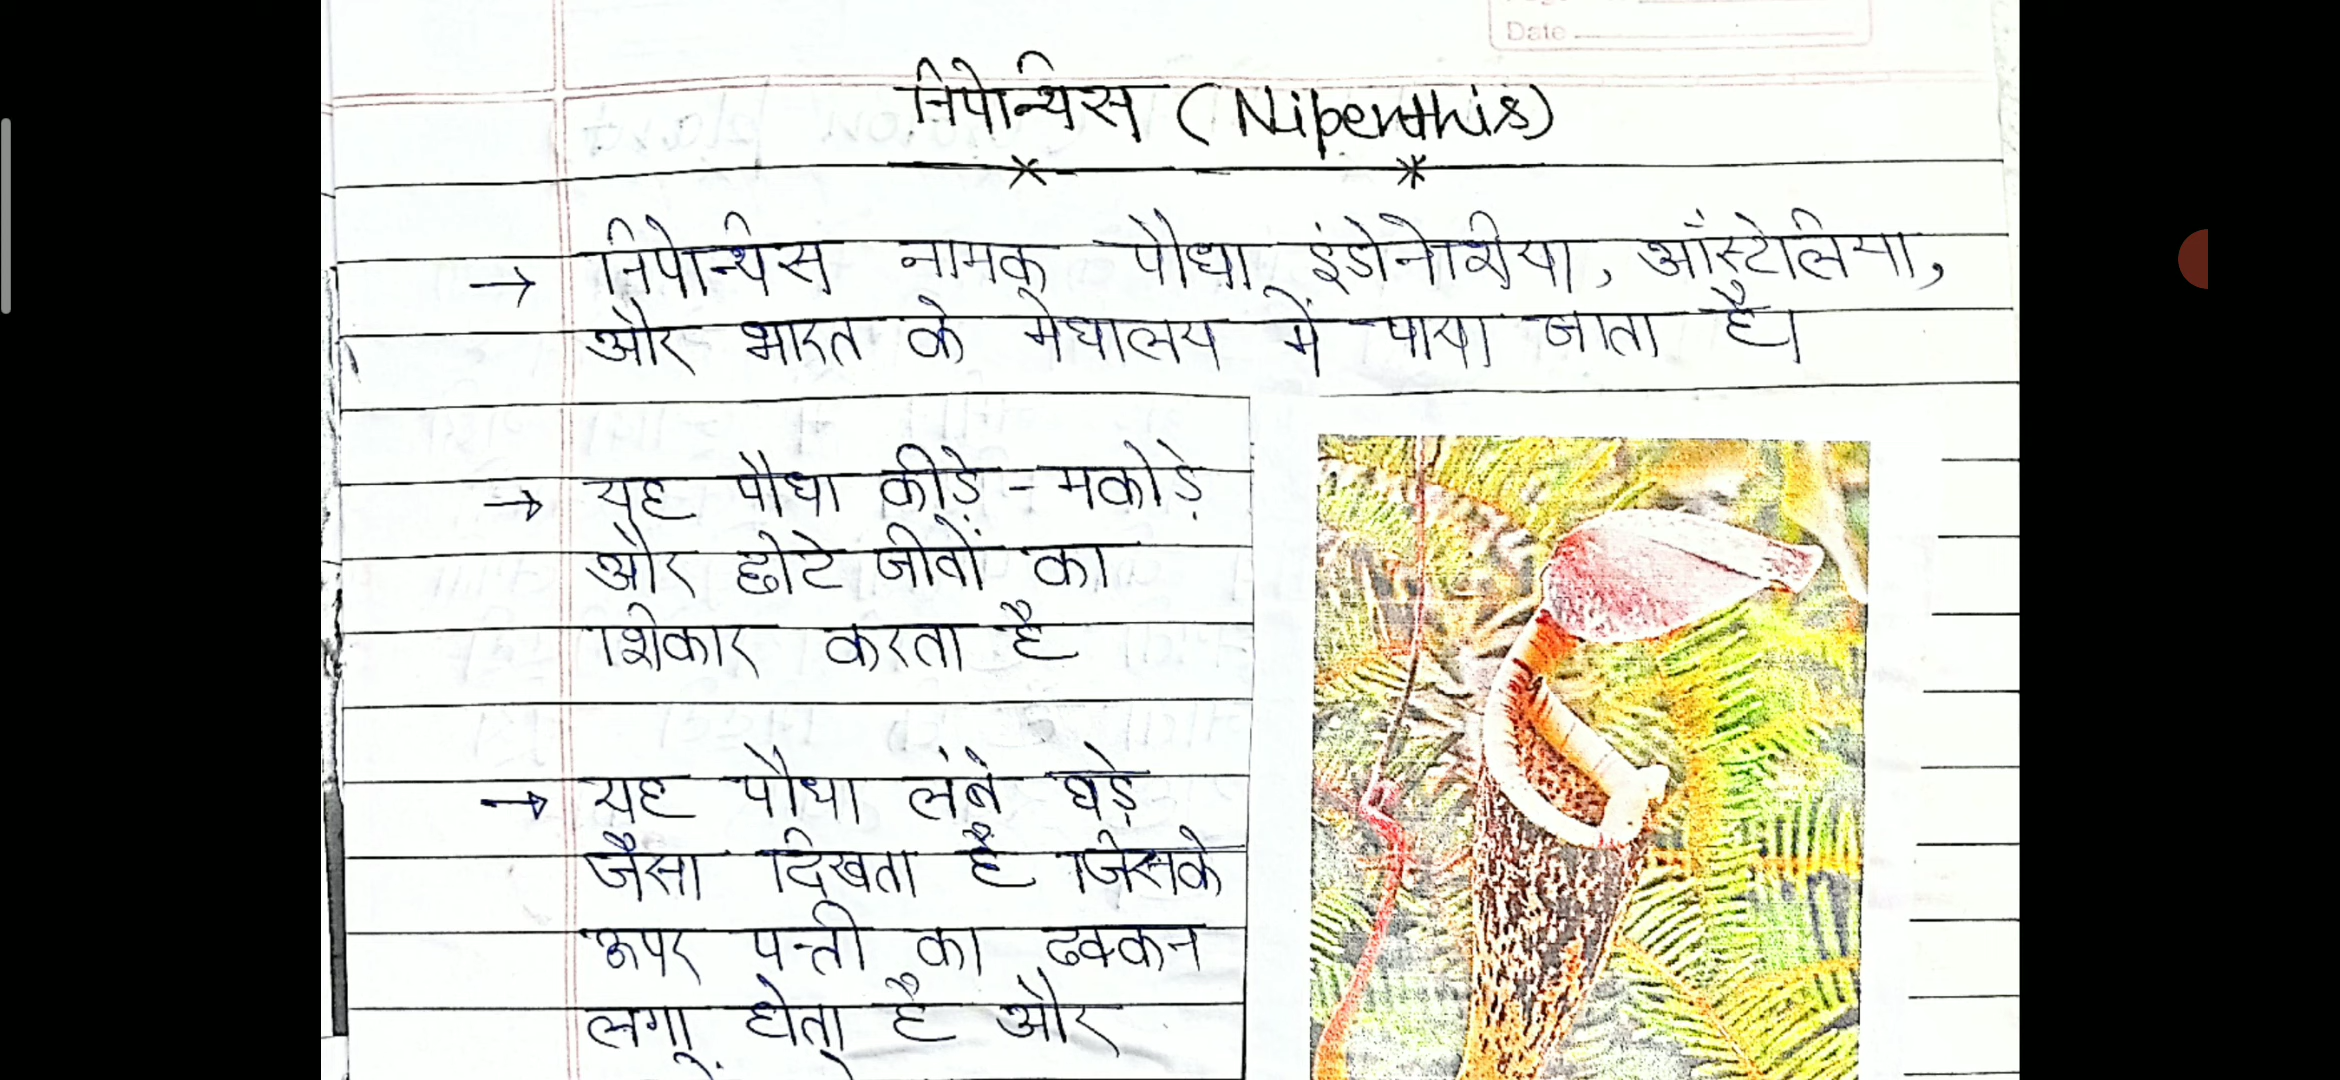 Date
निपेन्थिस (Nipenthis)
→ निपेन्थिस नामक पौधा इंडोनेशिया, ऑस्टेलिया,
और भारत के मेघालय में पाया जाता है।
→ यह पौधा कीड़े-मकोड़े
और छोटे जीवों का
शिकार करता है
→ यह पौधा लंबे घड़े
जैसा दिखता है जिसके
ऊपर पत्ती का ढक्कन
लगा होता है और